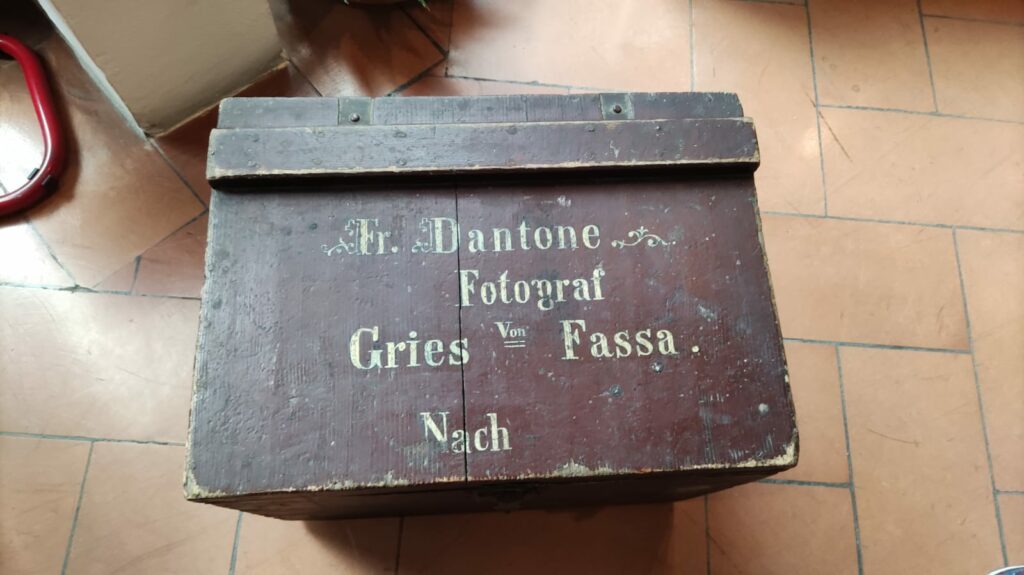 Fr. Dantone
Fotograf
Gries Von Fassa.
Nach